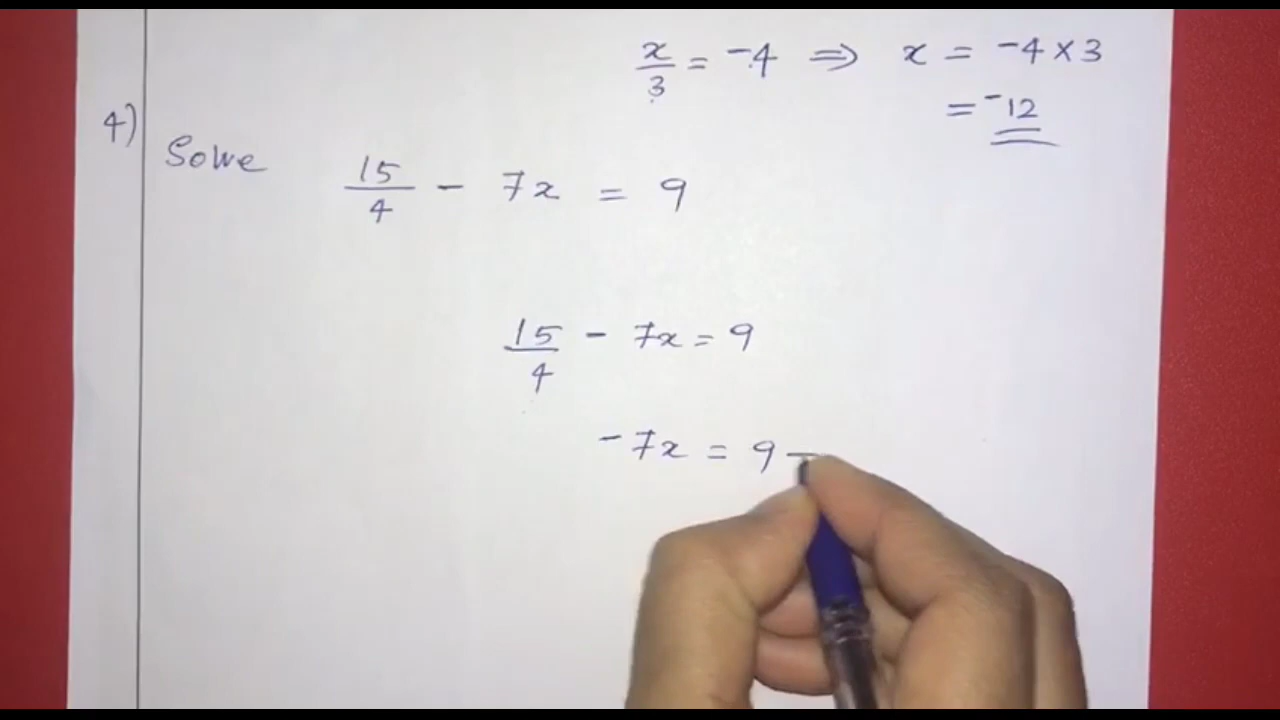 x/3 = -4 ⇒ x = -4 × 3
= -12
4)
Solve 15/4 - 7x = 9
15/4 - 7x = 9
-7x = 9 -